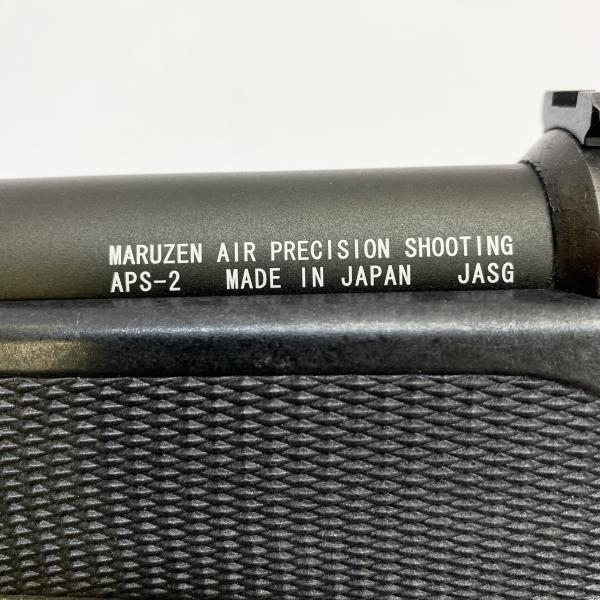 MARUZEN AIR PRECISION SHOOTING
APS-2 MADE IN JAPAN JASG